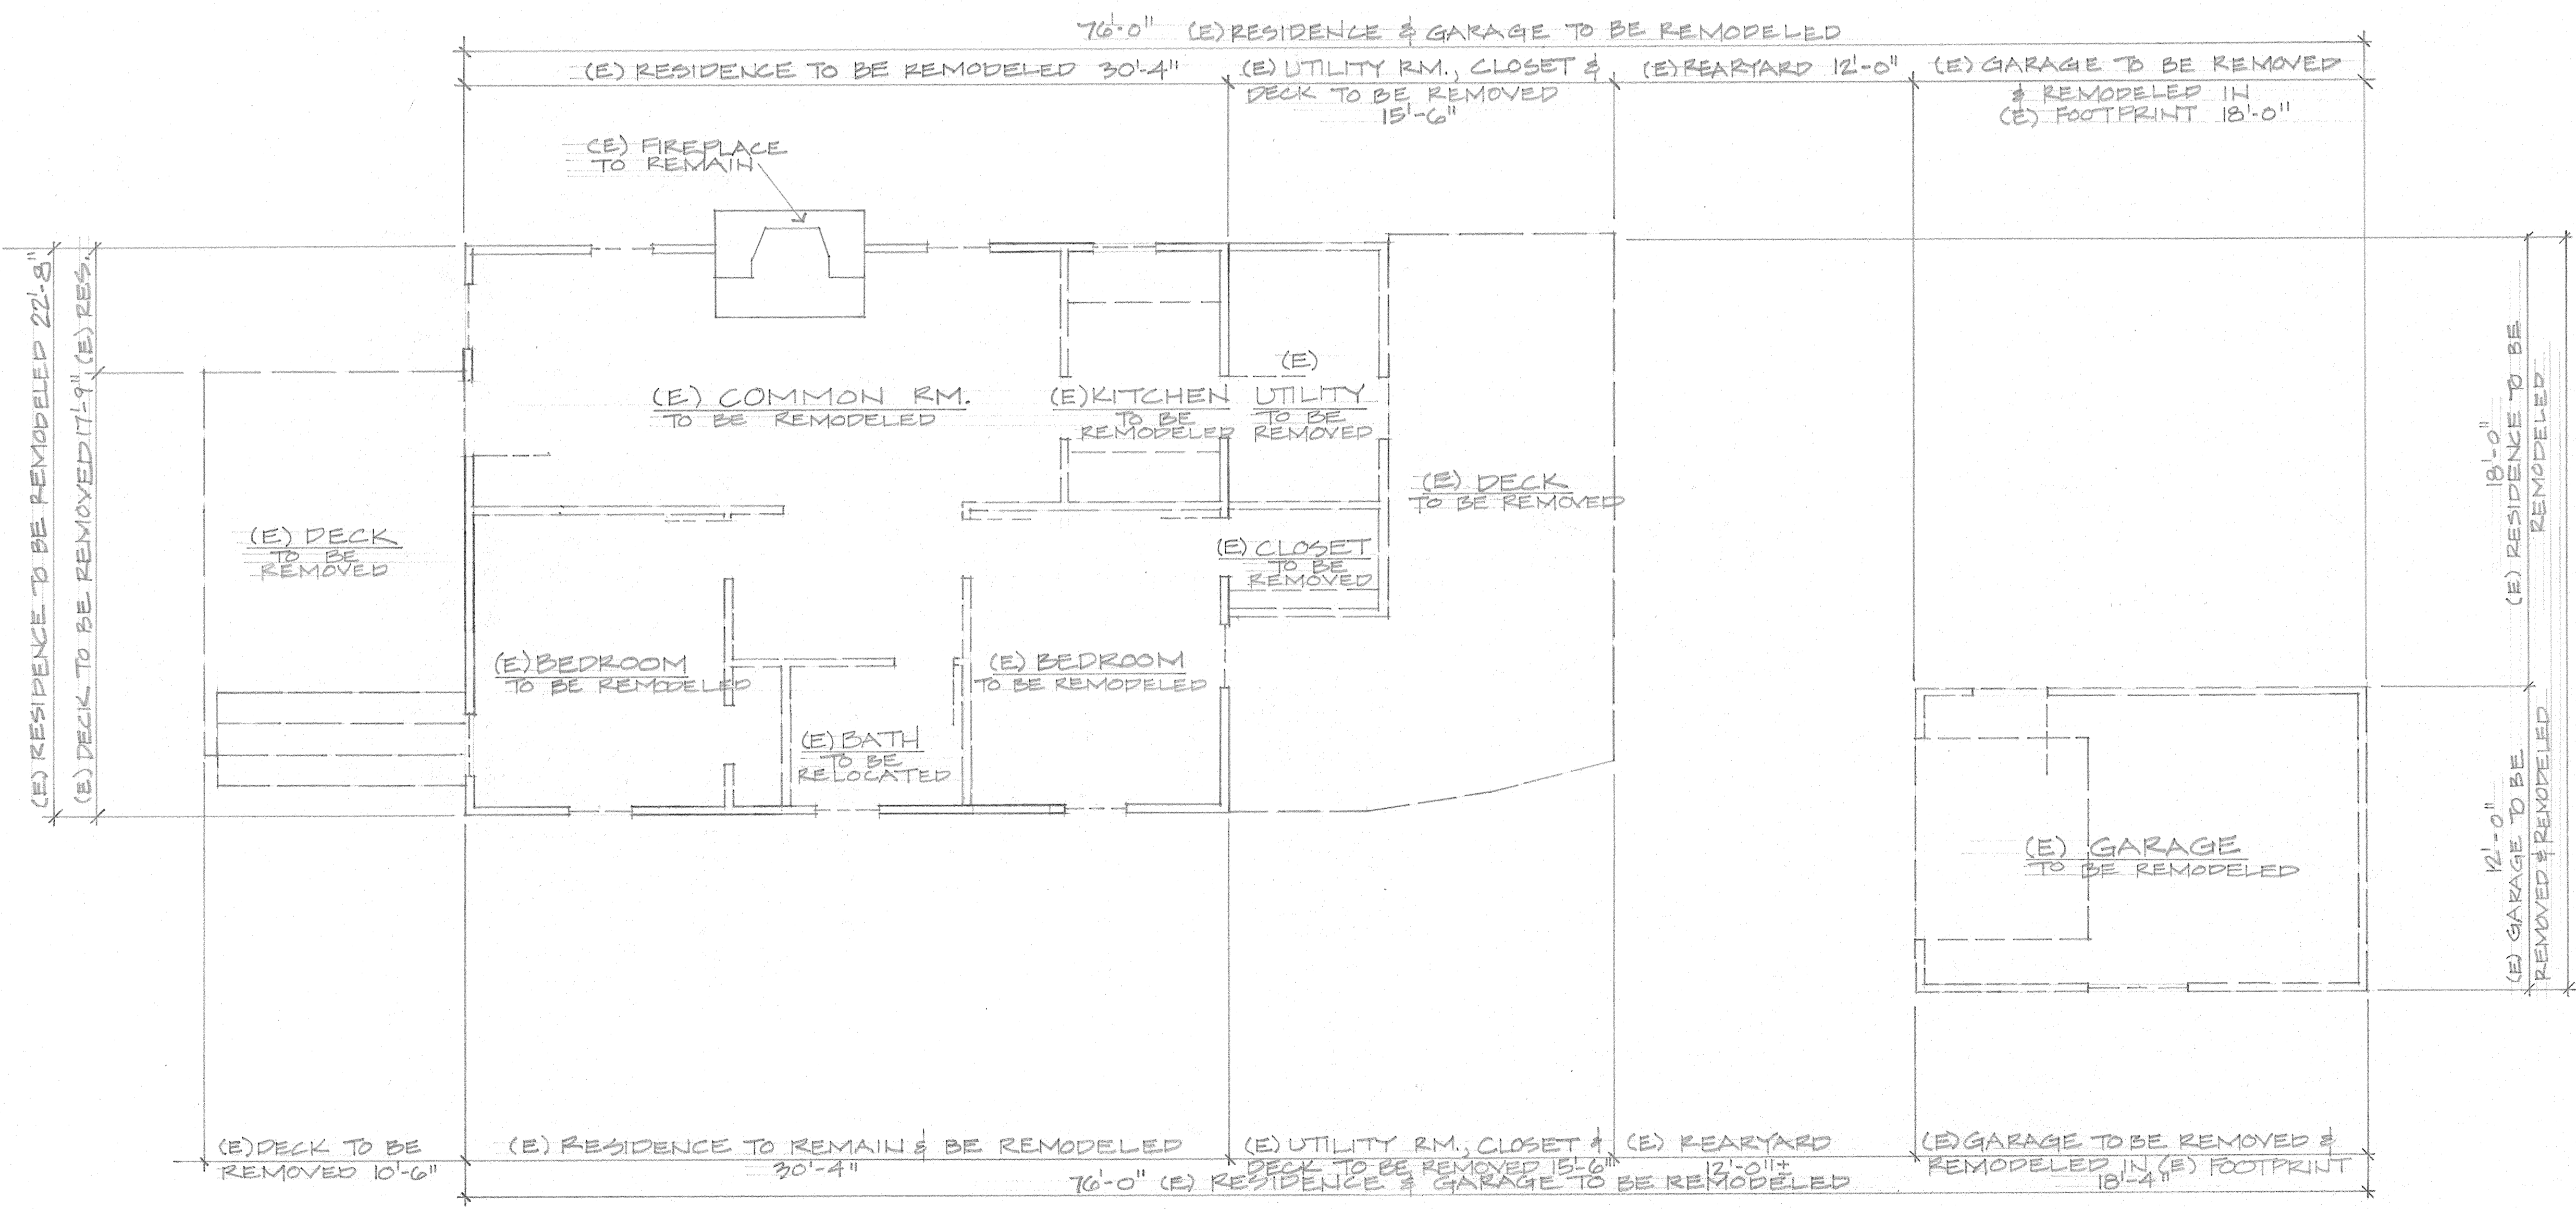 76'-0" (E) RESIDENCE & GARAGE TO BE REMODELED
(E) RESIDENCE TO BE REMODELED 30'-4"
(E) UTILITY RM., CLOSET &
DECK TO BE REMOVED
15'-6"
(E) REARYARD 12'-0"
(E) GARAGE TO BE REMOVED
& REMODELED IN
(E) FOOTPRINT 18'-0"
(E) FIREPLACE
TO REMAIN
(E) RESIDENCE TO BE REMODELED 22'-8"
(E) DECK TO BE REMOVED 17'-9" (E) RES.
(E) COMMON RM.
TO BE REMODELED
(E) KITCHEN
TO BE
REMODELED
(E)
UTILITY
TO BE
REMOVED
(E) DECK
TO BE REMOVED
(E) DECK
TO BE
REMOVED
(E) CLOSET
TO BE
REMOVED
(E) BEDROOM
TO BE REMODELED
(E) BEDROOM
TO BE REMODELED
(E) BATH
TO BE
RELOCATED
(E) GARAGE
TO BE REMODELED
18'-0"
(E) RESIDENCE TO BE
REMODELED
12'-0"
(E) GARAGE TO BE
REMOVED & REMODELED
(E) DECK TO BE
REMOVED 10'-6"
(E) RESIDENCE TO REMAIN & BE REMODELED
30'-4"
(E) UTILITY RM., CLOSET &
DECK TO BE REMOVED 15'-6"
(E) REARYARD
12'-0"±
(E) GARAGE TO BE REMOVED &
REMODELED IN (E) FOOTPRINT
18'-4"
76'-0" (E) RESIDENCE & GARAGE TO BE REMODELED